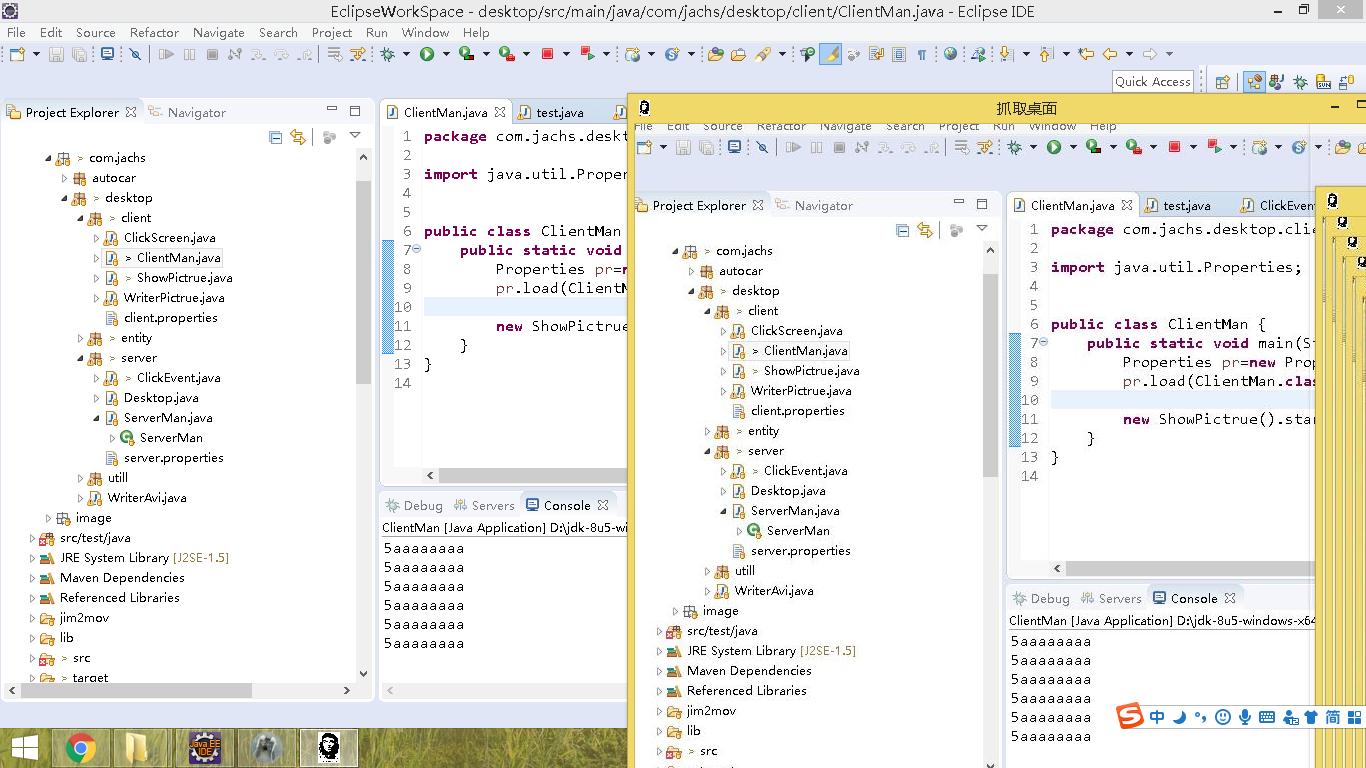 EclipseWorkSpace - desktop/src/main/java/com/jachs/desktop/client/ClientMan.java - Eclipse IDE
File Edit Source Refactor Navigate Search Project Run Window Help
Quick Access
Project Explorer Navigator
com.jachs
autocar
desktop
client
ClickScreen.java
ClientMan.java
ShowPictrue.java
WriterPictrue.java
client.properties
entity
server
ClickEvent.java
Desktop.java
ServerMan.java
ServerMan
server.properties
utill
WriterAvi.java
image
src/test/java
JRE System Library [J2SE-1.5]
Maven Dependencies
Referenced Libraries
jim2mov
lib
src
target
ClientMan.java test.java
1 package com.jachs.deskt
2
3 import java.util.Proper
4
5
6 public class ClientMan
7 public static void
8 Properties pr=n
9 pr.load(ClientM
10
11 new ShowPictrue
12 }
13 }
14
Debug Servers Console
ClientMan [Java Application] D:\jdk-8u5-wi
5aaaaaaaa
5aaaaaaaa
5aaaaaaaa
5aaaaaaaa
5aaaaaaaa
5aaaaaaaa
抓取桌面
File Edit Source Refactor Navigate Search Project Run Window Help
Project Explorer Navigator
com.jachs
autocar
desktop
client
ClickScreen.java
ClientMan.java
ShowPictrue.java
WriterPictrue.java
client.properties
entity
server
ClickEvent.java
Desktop.java
ServerMan.java
ServerMan
server.properties
utill
WriterAvi.java
image
src/test/java
JRE System Library [J2SE-1.5]
Maven Dependencies
Referenced Libraries
jim2mov
lib
src
ClientMan.java test.java ClickEven
1 package com.jachs.desktop.clie
2
3 import java.util.Properties;
4
5
6 public class ClientMan {
7 public static void main(St
8 Properties pr=new Prop
9 pr.load(ClientMan.clas
10
11 new ShowPictrue().star
12 }
13 }
14
Debug Servers Console
ClientMan [Java Application] D:\jdk-8u5-windows-x64
5aaaaaaaa
5aaaaaaaa
5aaaaaaaa
5aaaaaaaa
5aaaaaaaa
5aaaaaaaa
中 简
Java EE
IDE